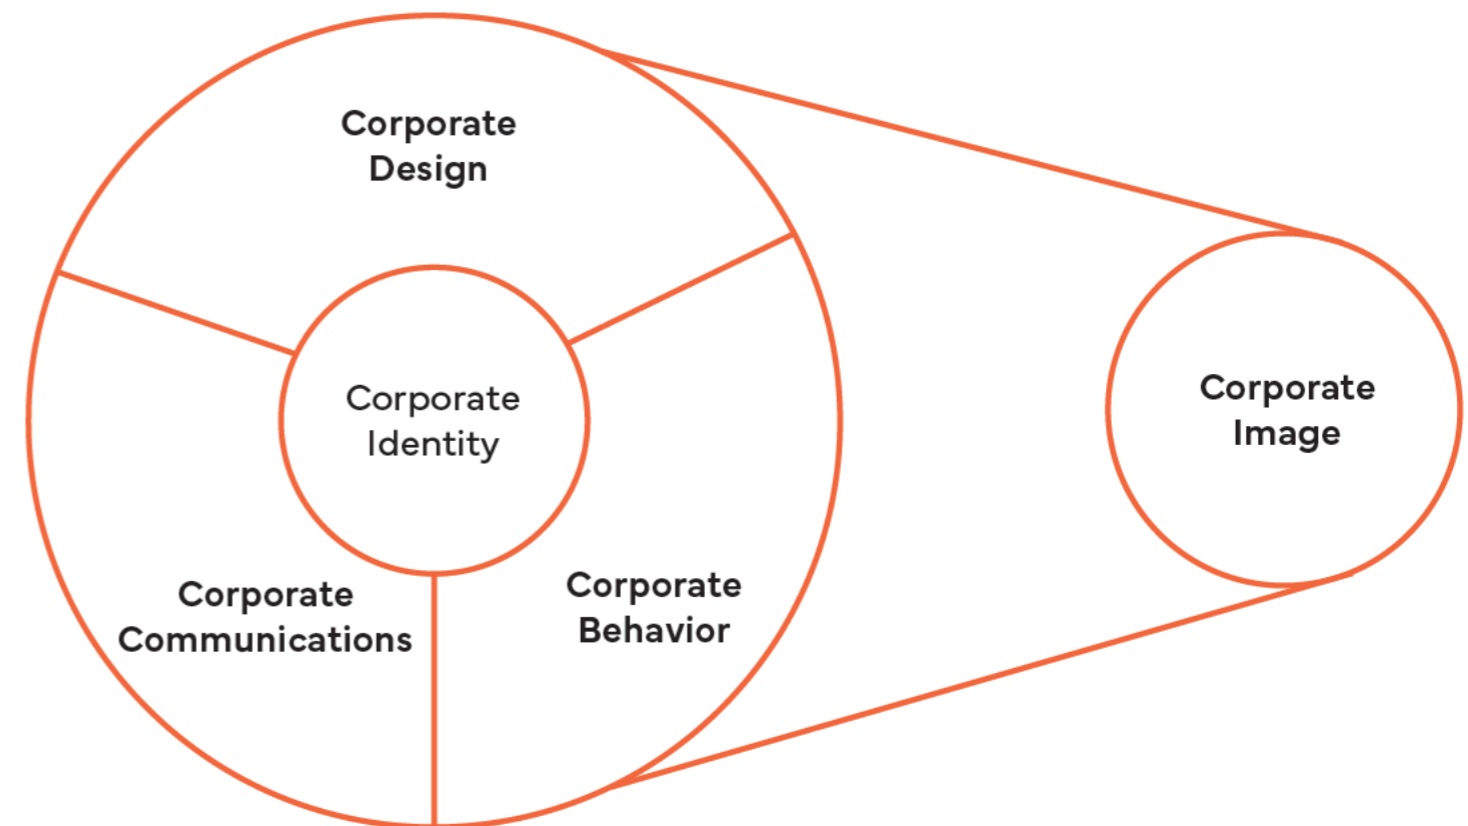 Corporate
Design
Corporate
Identity
Corporate
Communications
Corporate
Behavior
Corporate
Image